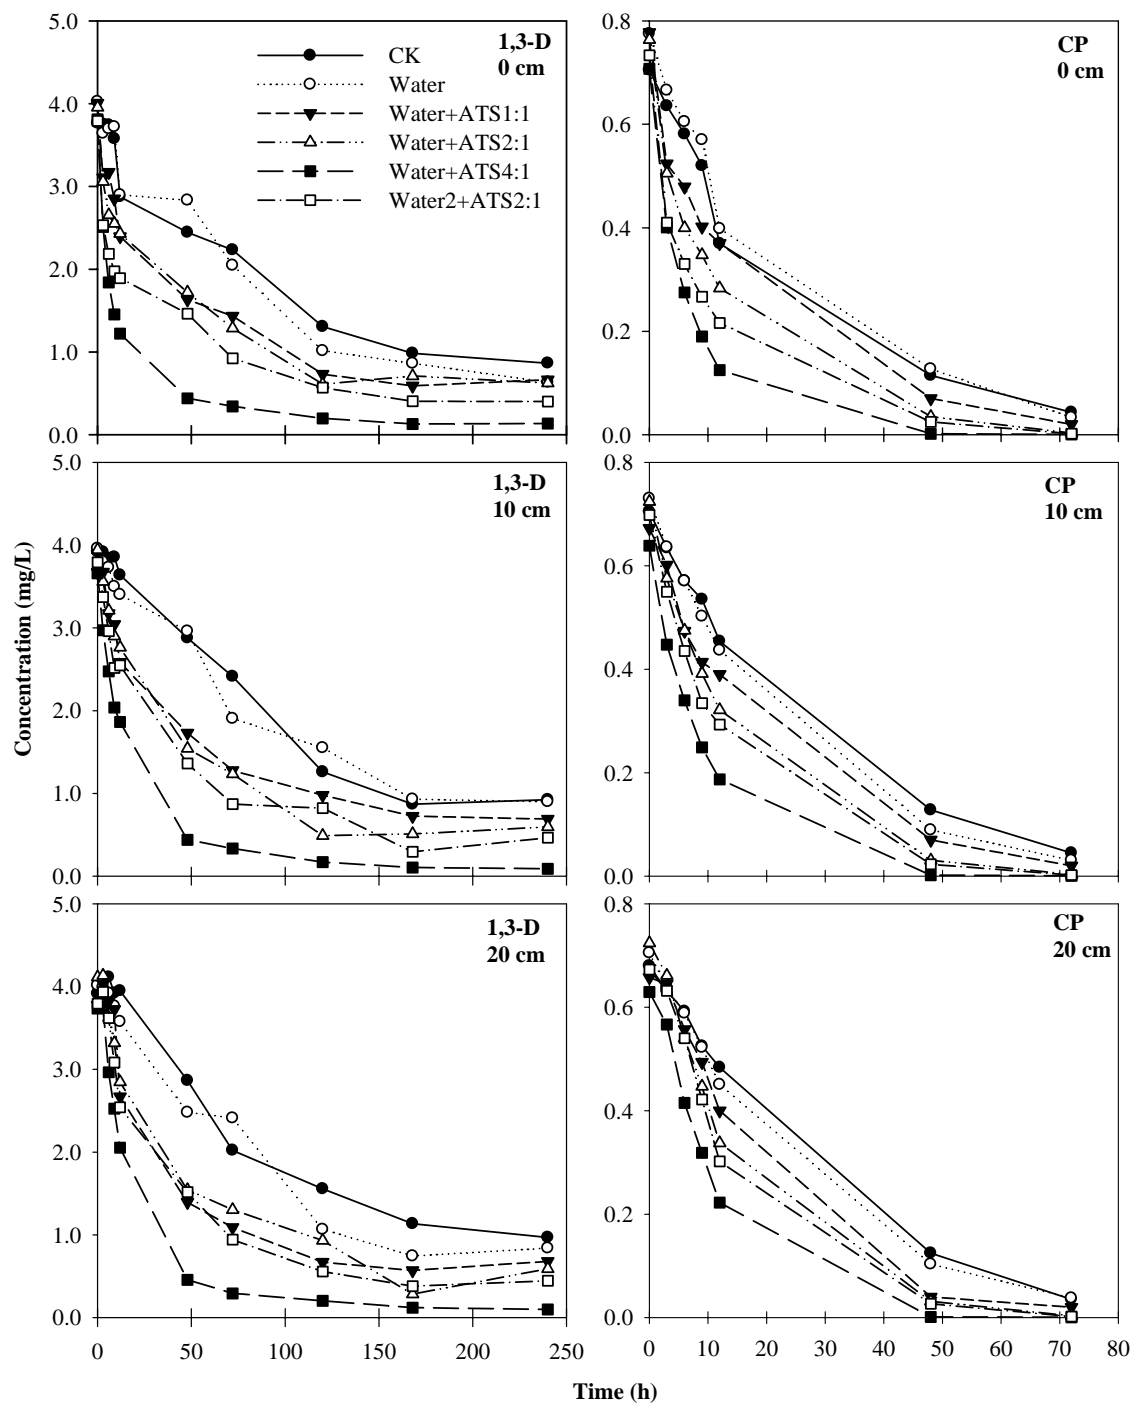 1,3-D
0 cm
CK
Water
Water+ATS1:1
Water+ATS2:1
Water+ATS4:1
Water2+ATS2:1
5.0
4.0
3.0
2.0
1.0
0.0
CP
0 cm
0.8
0.6
0.4
0.2
0.0
1,3-D
10 cm
5.0
4.0
3.0
2.0
1.0
0.0
CP
10 cm
0.8
0.6
0.4
0.2
0.0
Concentration (mg/L)
1,3-D
20 cm
5.0
4.0
3.0
2.0
1.0
0.0
0 50 100 150 200 250
CP
20 cm
0.8
0.6
0.4
0.2
0.0
0 10 20 30 40 50 60 70 80
Time (h)